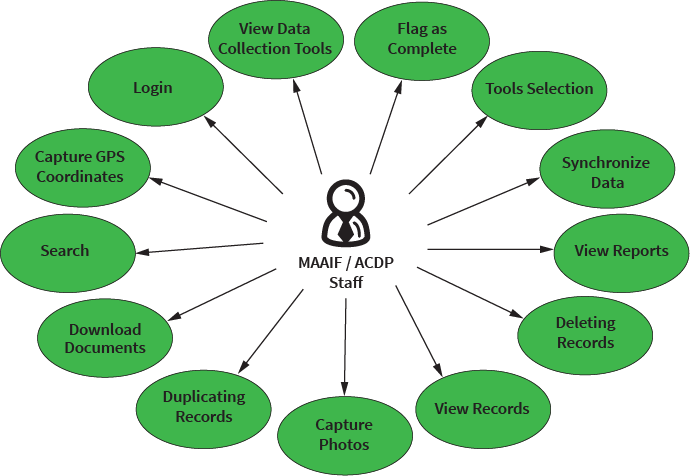 View Data
Collection Tools
Flag as
Complete
Login
Tools Selection
Capture GPS
Coordinates
Synchronize
Data
Search
View Reports
MAAIF / ACDP
Staff
Download
Documents
Deleting
Records
Duplicating
Records
View Records
Capture
Photos